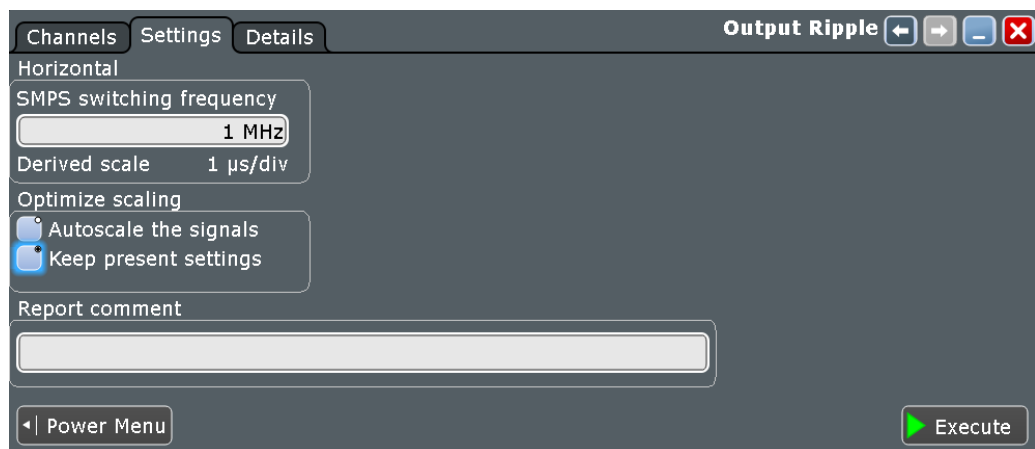 Channels Settings Details Output Ripple
Horizontal
SMPS switching frequency
1 MHz
Derived scale 1 µs/div
Optimize scaling
Autoscale the signals
Keep present settings
Report comment
Power Menu Execute